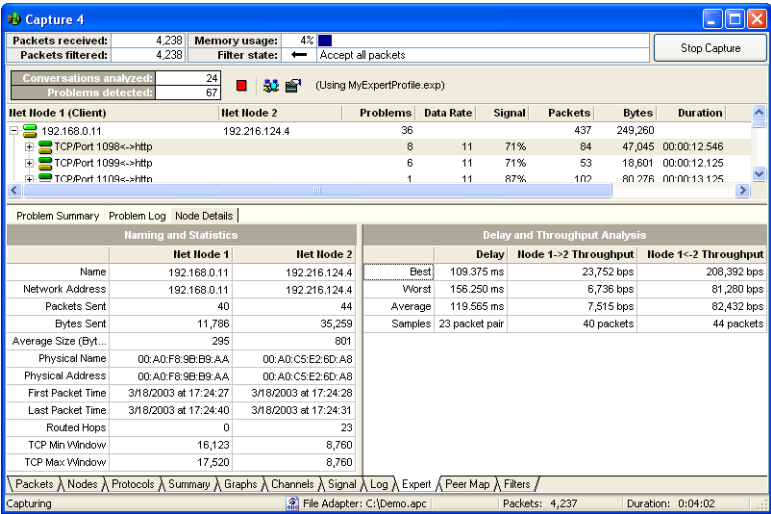 Capture 4
Packets received: 4,238 Memory usage: 4%
Packets filtered: 4,238 Filter state: Accept all packets
Stop Capture
Conversations analyzed: 24
Problems detected: 67
(Using MyExpertProfile.exp)
Net Node 1 (Client) Net Node 2 Problems Data Rate Signal Packets Bytes Duration
192.168.0.11 192.216.124.4 36 437 249,260
TCP/Port 1098<->http 8 11 71% 84 47,045 00:00:12.546
TCP/Port 1099<->http 6 11 71% 53 18,601 00:00:12.125
TCP/Port 1109<->http 1 11 87% 102 80,276 00:00:13.125
Problem Summary Problem Log Node Details
Naming and Statistics
Net Node 1 Net Node 2
Name 192.168.0.11 192.216.124.4
Network Address 192.168.0.11 192.216.124.4
Packets Sent 40 44
Bytes Sent 11,786 35,259
Average Size (Byt... 295 801
Physical Name 00:A0:F8:9B:B9:AA 00:A0:C5:E2:6D:A8
Physical Address 00:A0:F8:9B:B9:AA 00:A0:C5:E2:6D:A8
First Packet Time 3/18/2003 at 17:24:27 3/18/2003 at 17:24:28
Last Packet Time 3/18/2003 at 17:24:40 3/18/2003 at 17:24:31
Routed Hops 0 23
TCP Min Window 16,123 8,760
TCP Max Window 17,520 8,760
Delay and Throughput Analysis
Delay Node 1->2 Throughput Node 1<-2 Throughput
Best 109.375 ms 23,752 bps 208,392 bps
Worst 156.250 ms 6,736 bps 81,280 bps
Average 119.565 ms 7,515 bps 82,432 bps
Samples 23 packet pair 40 packets 44 packets
Packets Nodes Protocols Summary Graphs Channels Signal Log Expert Peer Map Filters
Capturing File Adapter: C:\Demo.apc Packets: 4,237 Duration: 0:04:02